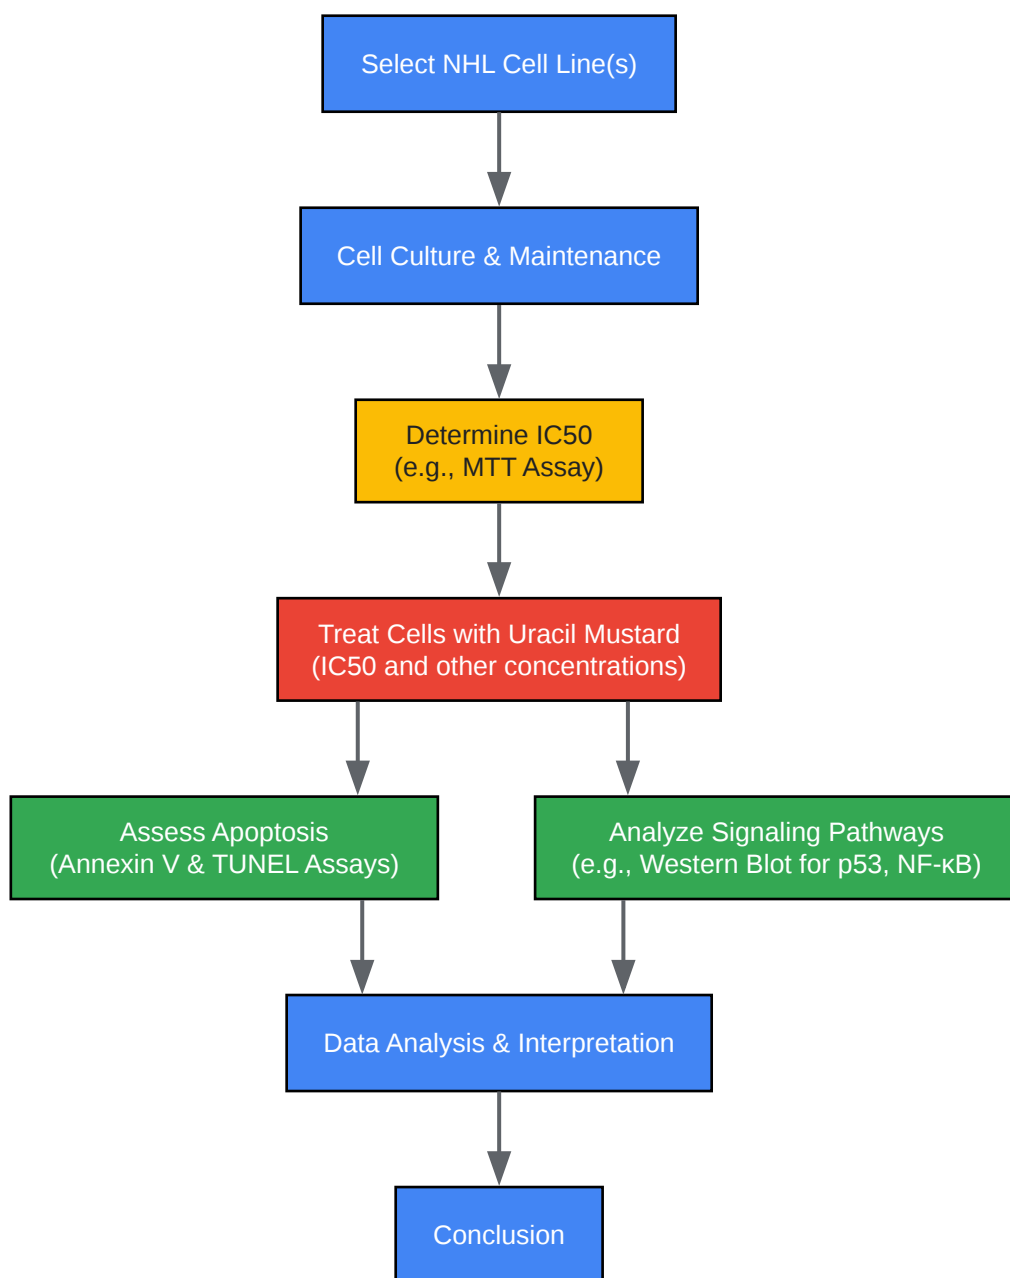 Select NHL Cell Line(s)
Cell Culture & Maintenance
Determine IC50
(e.g., MTT Assay)
Treat Cells with Uracil Mustard
(IC50 and other concentrations)
Assess Apoptosis
(Annexin V & TUNEL Assays)
Analyze Signaling Pathways
(e.g., Western Blot for p53, NF-κB)
Data Analysis & Interpretation
Conclusion